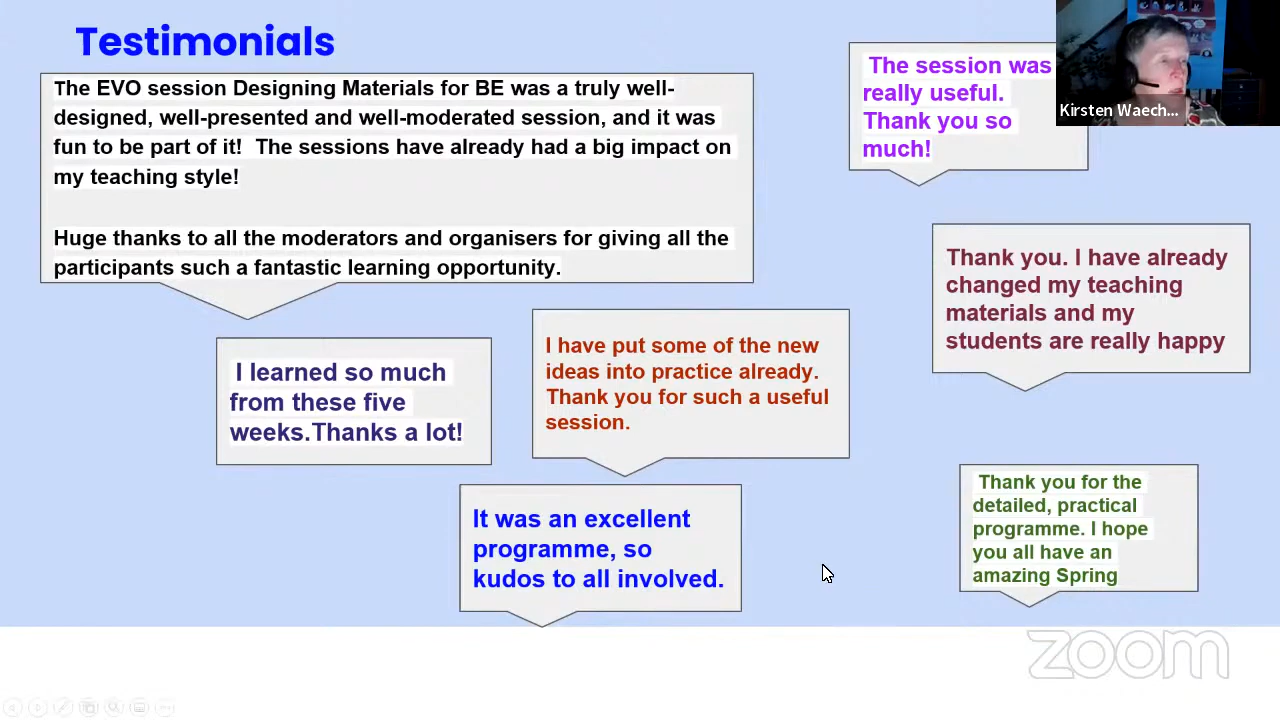 Testimonials
The EVO session Designing Materials for BE was a truly well-
designed, well-presented and well-moderated session, and it was
fun to be part of it!  The sessions have already had a big impact on
my teaching style!
Huge thanks to all the moderators and organisers for giving all the
participants such a fantastic learning opportunity.
The session was
really useful.
Thank you so
much!
Kirsten Waech...
Thank you. I have already
changed my teaching
materials and my
students are really happy
I learned so much
from these five
weeks.Thanks a lot!
I have put some of the new
ideas into practice already.
Thank you for such a useful
session.
It was an excellent
programme, so
kudos to all involved.
Thank you for the
detailed, practical
programme. I hope
you all have an
amazing Spring
zoom